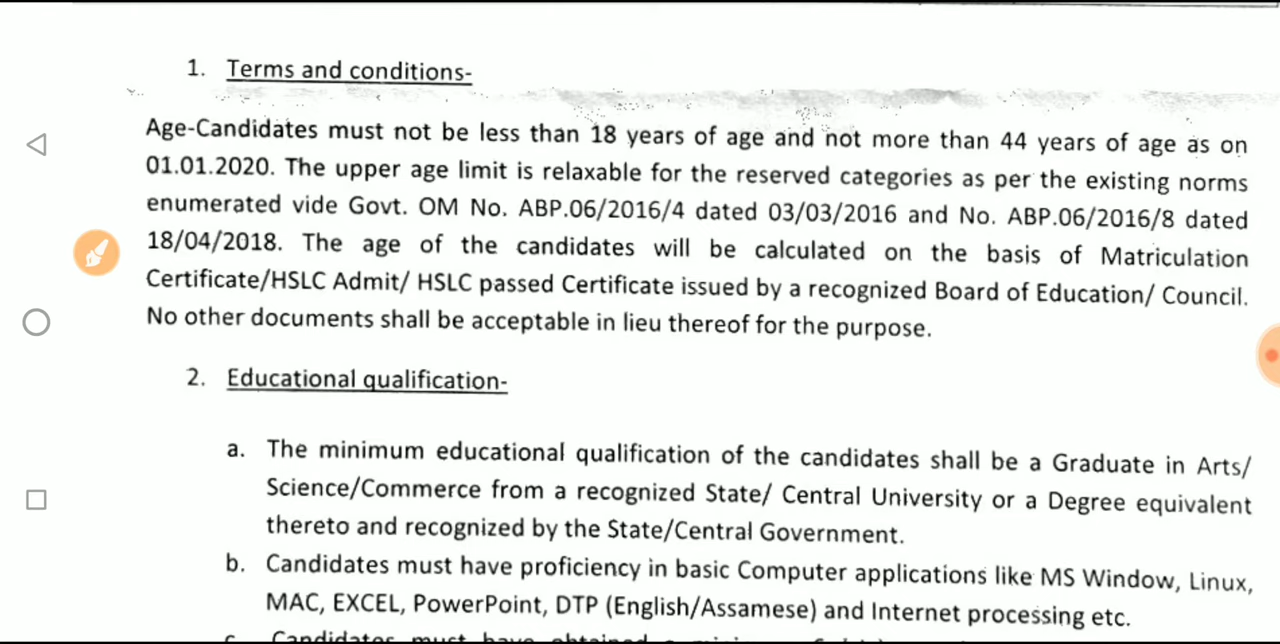 1. Terms and conditions-
Age-Candidates must not be less than 18 years of age and not more than 44 years of age as on
01.01.2020. The upper age limit is relaxable for the reserved categories as per the existing norms
enumerated vide Govt. OM No. ABP.06/2016/4 dated 03/03/2016 and No. ABP.06/2016/8 dated
18/04/2018. The age of the candidates will be calculated on the basis of Matriculation
Certificate/HSLC Admit/ HSLC passed Certificate issued by a recognized Board of Education/ Council.
No other documents shall be acceptable in lieu thereof for the purpose.
2. Educational qualification-
a. The minimum educational qualification of the candidates shall be a Graduate in Arts/
Science/Commerce from a recognized State/ Central University or a Degree equivalent
thereto and recognized by the State/Central Government.
b. Candidates must have proficiency in basic Computer applications like MS Window, Linux,
MAC, EXCEL, PowerPoint, DTP (English/Assamese) and Internet processing etc.
c. Candidates must have obtained a